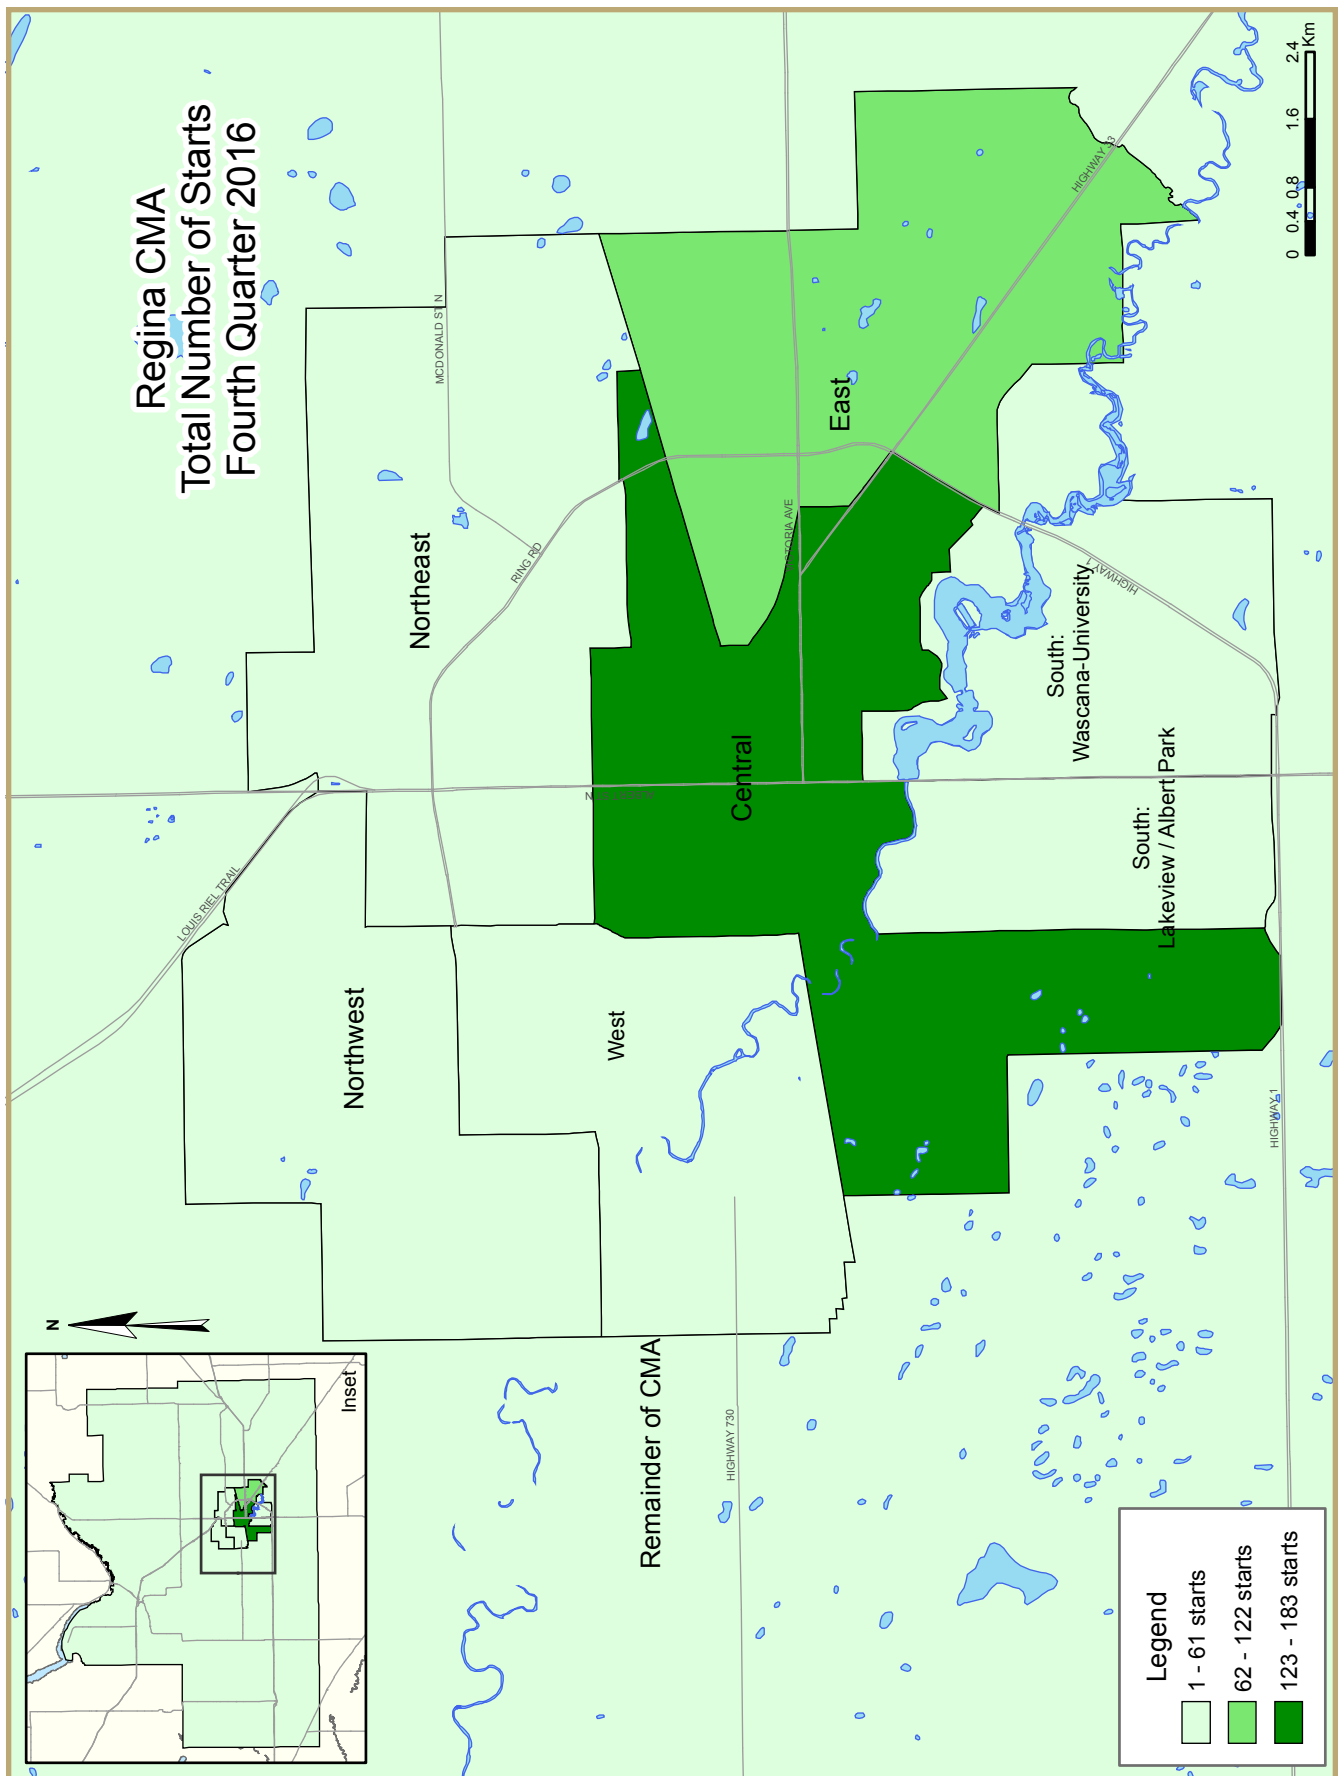 Regina CMA
Total Number of Starts
Fourth Quarter 2016
N
Inset
LOUIS RIEL TRAIL
MCDONALD ST N
Northeast
RING RD
Northwest
West
Central
East
VICTORIA AVE
HIGHWAY 33
Remainder of CMA
HIGHWAY 730
South:
Wascana-University
HIGHWAY 1
South:
Lakeview / Albert Park
HIGHWAY 1
Legend
1 - 61 starts
62 - 122 starts
123 - 183 starts
0 0.4 0.8 1.6 2.4
Km